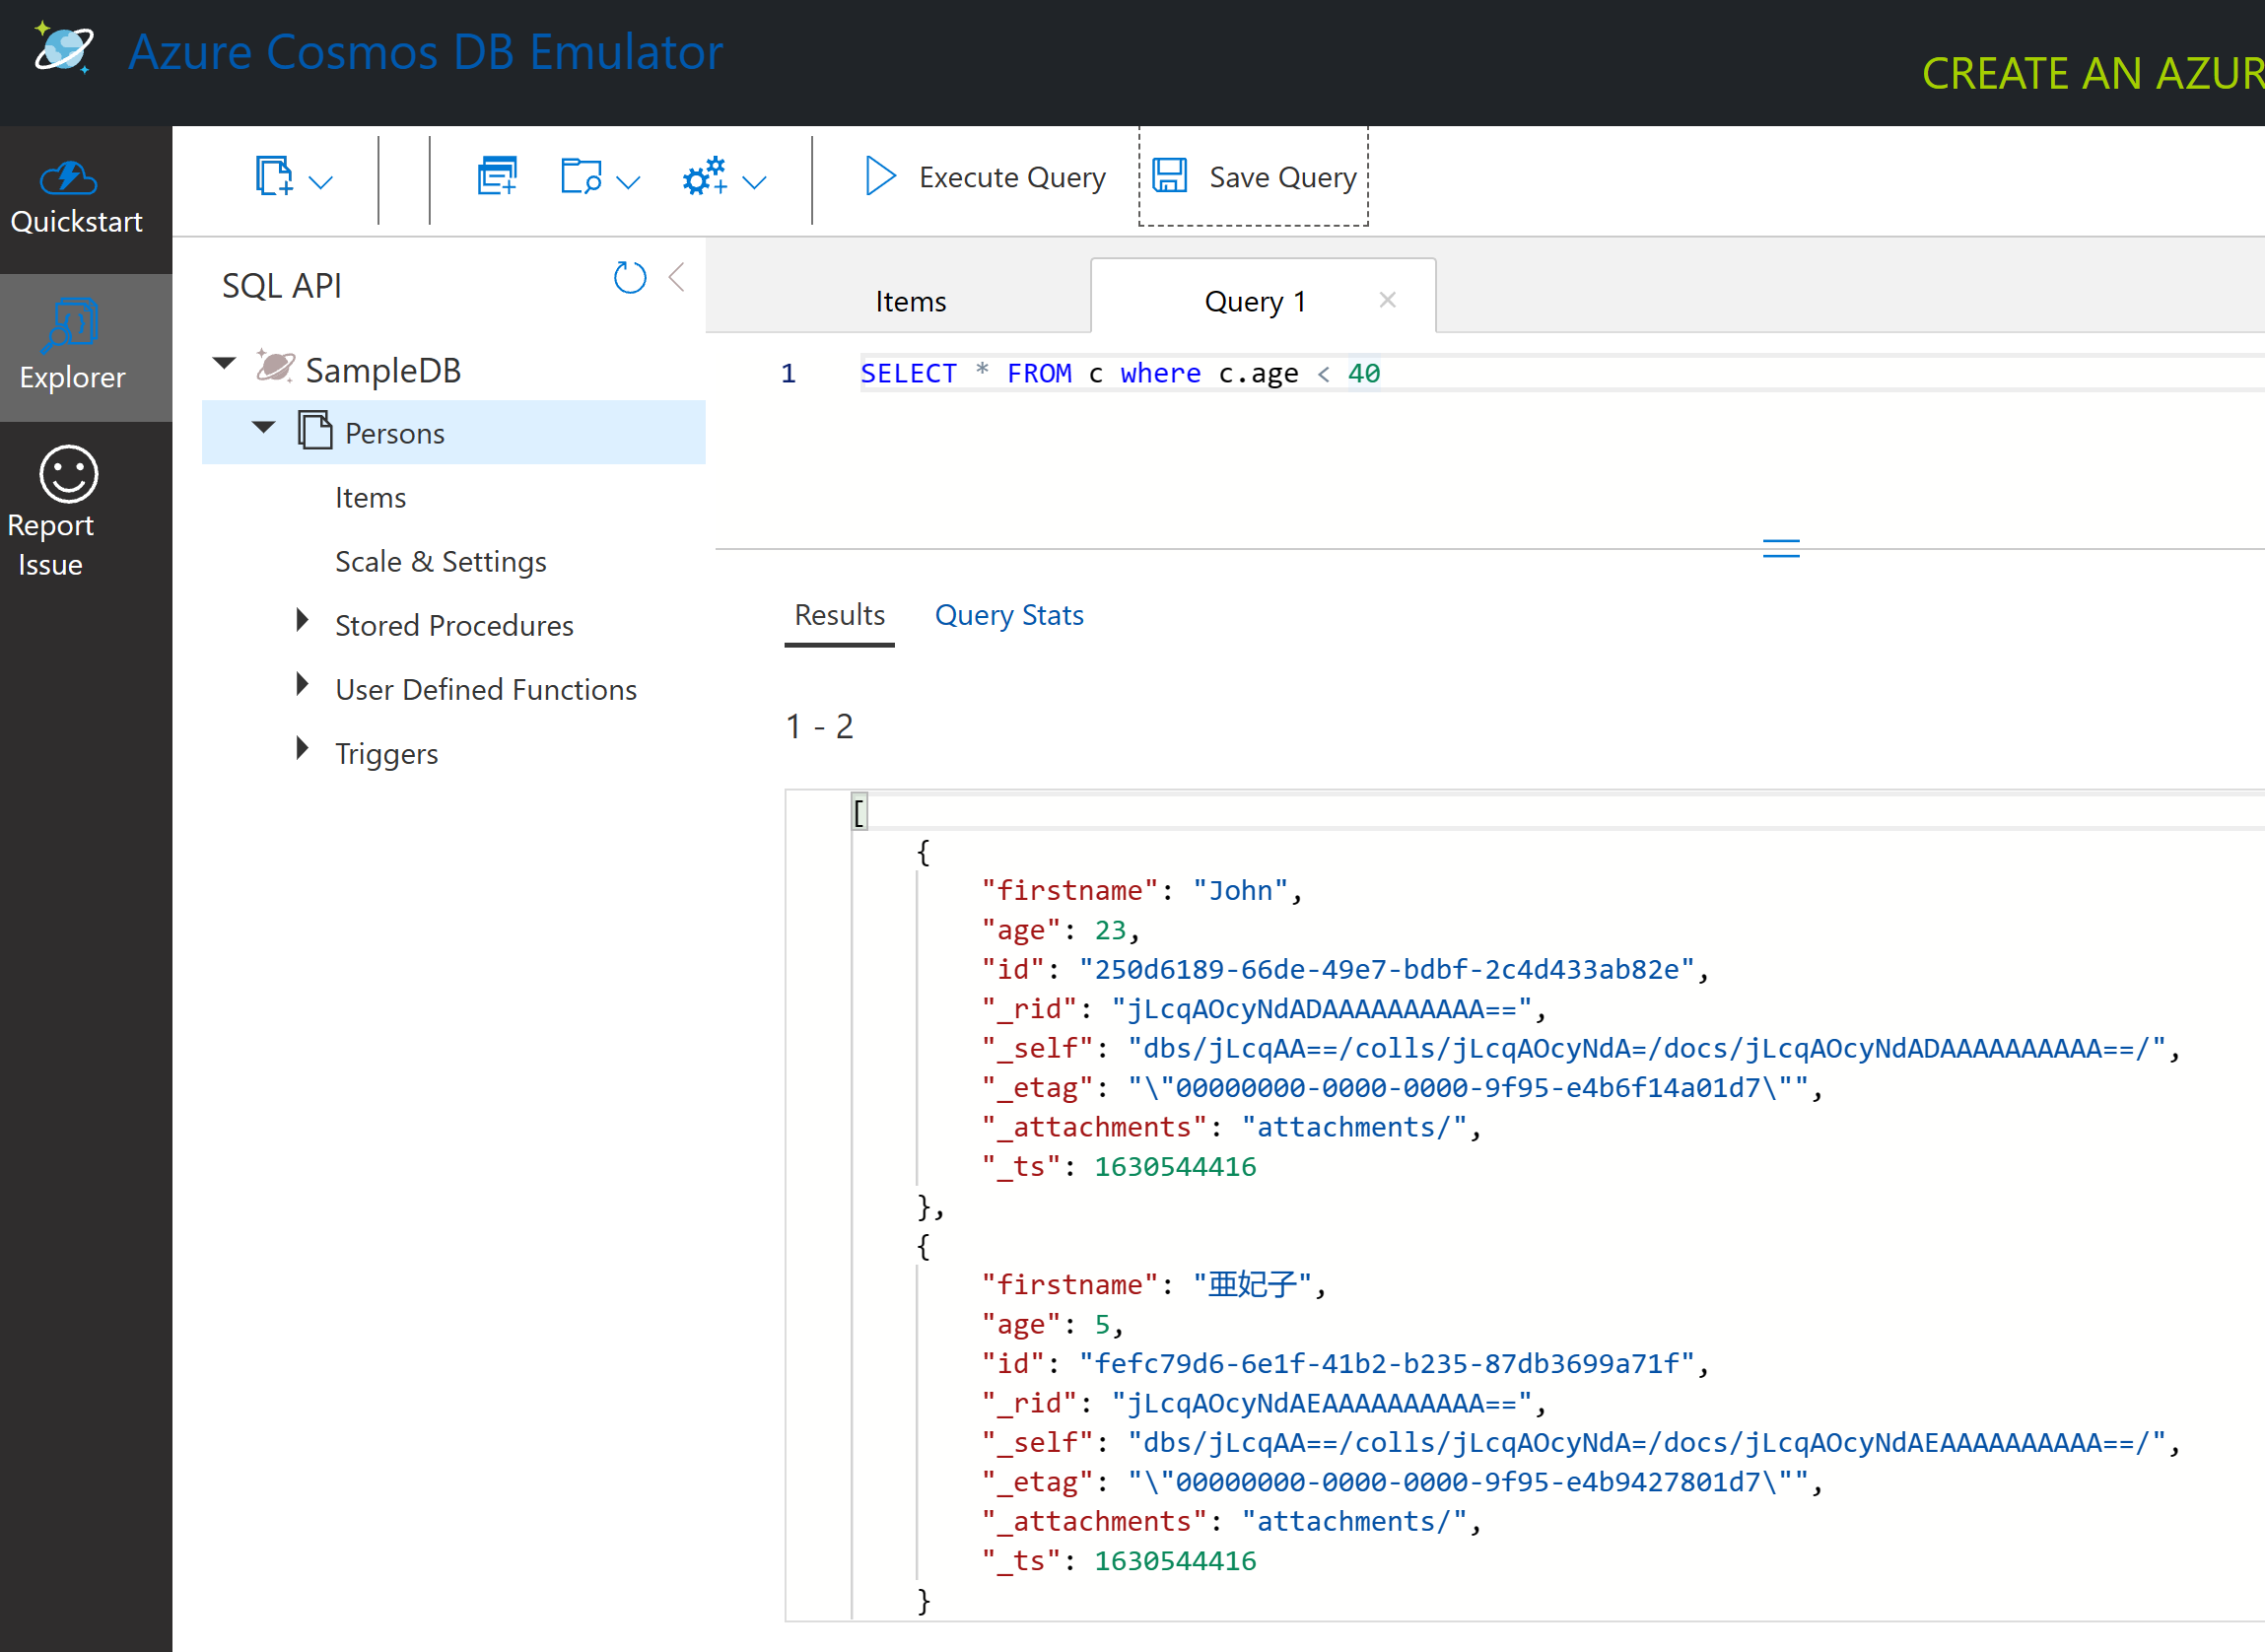 Azure Cosmos DB Emulator
CREATE AN AZUR
Quickstart
Explorer
Report
Issue
Execute Query
Save Query
SQL API
SampleDB
Persons
Items
Scale & Settings
Stored Procedures
User Defined Functions
Triggers
Items
Query 1
1 SELECT * FROM c where c.age < 40
Results
Query Stats
1 - 2
[
{
"firstname": "John",
"age": 23,
"id": "250d6189-66de-49e7-bdbf-2c4d433ab82e",
"_rid": "jLcqAOcyNdADAAAAAAAAAA==",
"_self": "dbs/jLcqAA==/colls/jLcqAOcyNdA=/docs/jLcqAOcyNdADAAAAAAAAAA==/",
"_etag": "\"00000000-0000-0000-9f95-e4b6f14a01d7\"",
"_attachments": "attachments/",
"_ts": 1630544416
},
{
"firstname": "亜妃子",
"age": 5,
"id": "fefc79d6-6e1f-41b2-b235-87db3699a71f",
"_rid": "jLcqAOcyNdAEAAAAAAAAAA==",
"_self": "dbs/jLcqAA==/colls/jLcqAOcyNdA=/docs/jLcqAOcyNdAEAAAAAAAAAA==/",
"_etag": "\"00000000-0000-0000-9f95-e4b9427801d7\"",
"_attachments": "attachments/",
"_ts": 1630544416
}